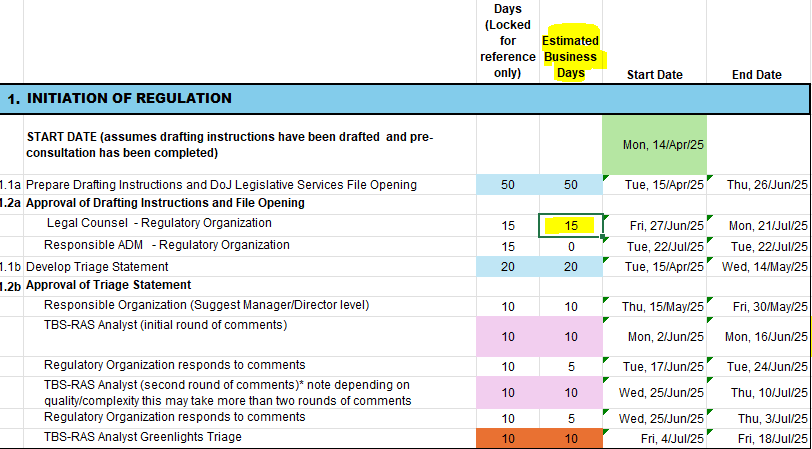 Days
(Locked
for
reference
only)
Estimated
Business
Days
Start Date
End Date
1. INITIATION OF REGULATION
START DATE (assumes drafting instructions have been drafted and pre-
consultation has been completed)
Mon, 14/Apr/25
1.1a Prepare Drafting Instructions and DoJ Legislative Services File Opening 50 50 Tue, 15/Apr/25 Thu, 26/Jun/25
1.2a Approval of Drafting Instructions and File Opening
Legal Counsel - Regulatory Organization 15 15 Fri, 27/Jun/25 Mon, 21/Jul/25
Responsible ADM - Regulatory Organization 15 0 Tue, 22/Jul/25 Tue, 22/Jul/25
1.1b Develop Triage Statement 20 20 Tue, 15/Apr/25 Wed, 14/May/25
1.2b Approval of Triage Statement
Responsible Organization (Suggest Manager/Director level) 10 10 Thu, 15/May/25 Fri, 30/May/25
TBS-RAS Analyst (initial round of comments) 10 10 Mon, 2/Jun/25 Mon, 16/Jun/25
Regulatory Organization responds to comments 10 5 Tue, 17/Jun/25 Tue, 24/Jun/25
TBS-RAS Analyst (second round of comments)* note depending on
quality/complexity this may take more than two rounds of comments 10 10 Wed, 25/Jun/25 Thu, 10/Jul/25
Regulatory Organization responds to comments 10 5 Wed, 25/Jun/25 Thu, 3/Jul/25
TBS-RAS Analyst Greenlights Triage 10 10 Fri, 4/Jul/25 Fri, 18/Jul/25